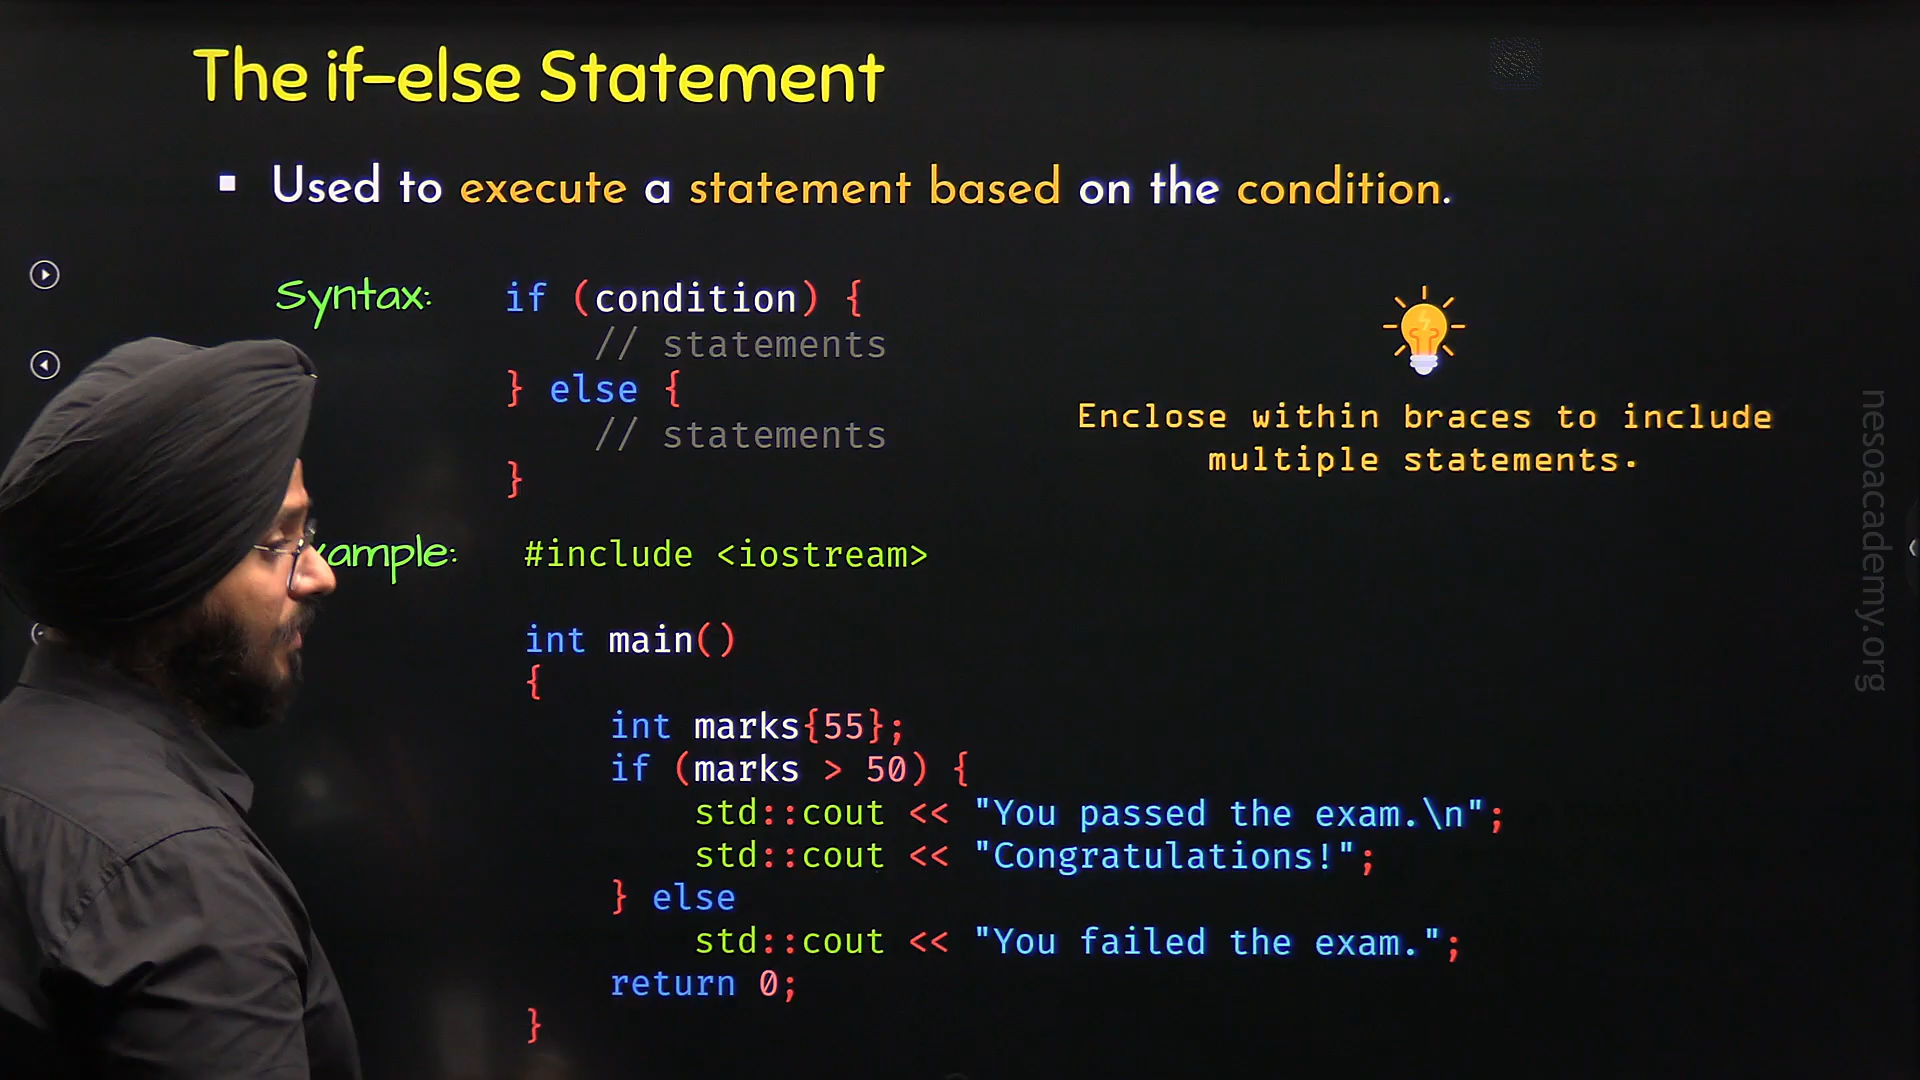 The if-else Statement
▪ Used to execute a statement based on the condition.
Syntax:
if (condition) {
// statements
} else {
// statements
}
Enclose within braces to include
multiple statements.
xample:
#include <iostream>
int main()
{
int marks{55};
if (marks > 50) {
std::cout << "You passed the exam.\n";
std::cout << "Congratulations!";
} else
std::cout << "You failed the exam.";
return 0;
}
nesoacademy.org